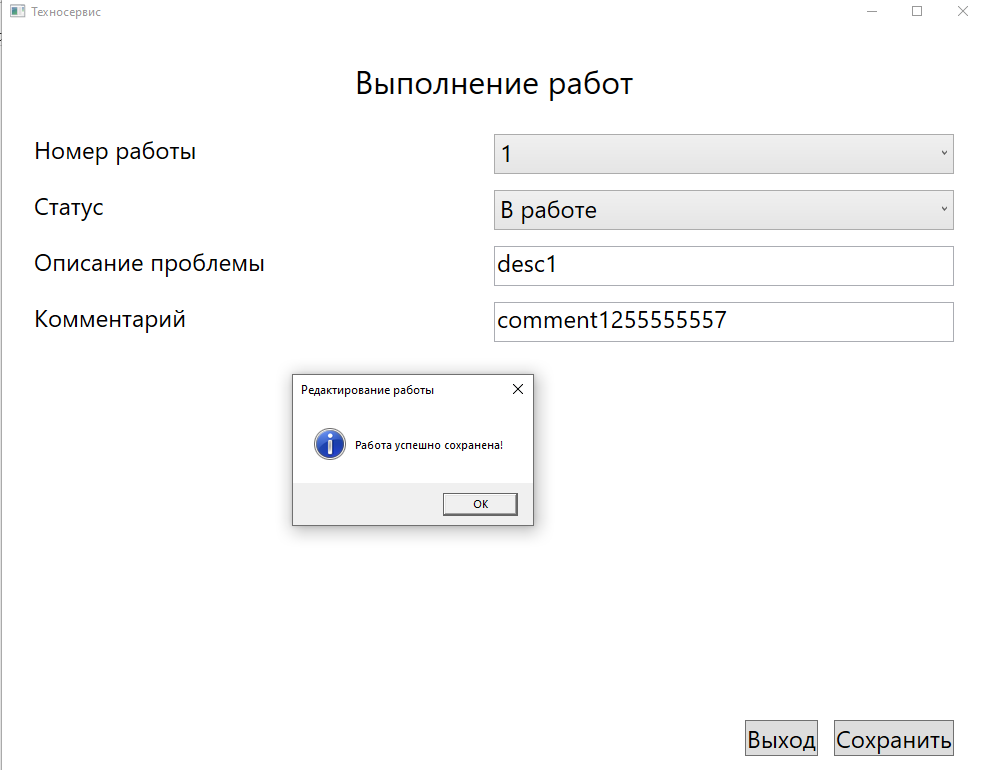 Техносервис
Выполнение работ
Номер работы
1
Статус
В работе
Описание проблемы
desc1
Комментарий
comment1255555557
Редактирование работы
Работа успешно сохранена!
OK
Выход
Сохранить